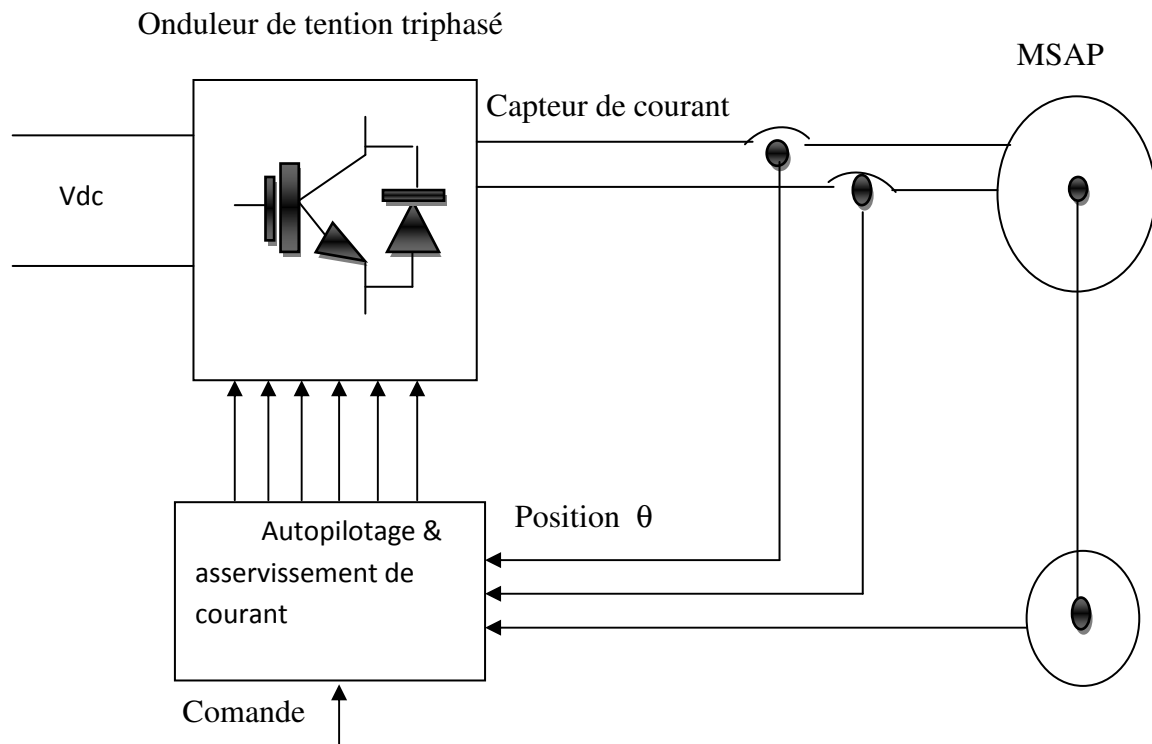 Onduleur de tention triphasé
MSAP
Capteur de courant
Vdc
Position θ
Autopilotage &
asservissement de
courant
Comande